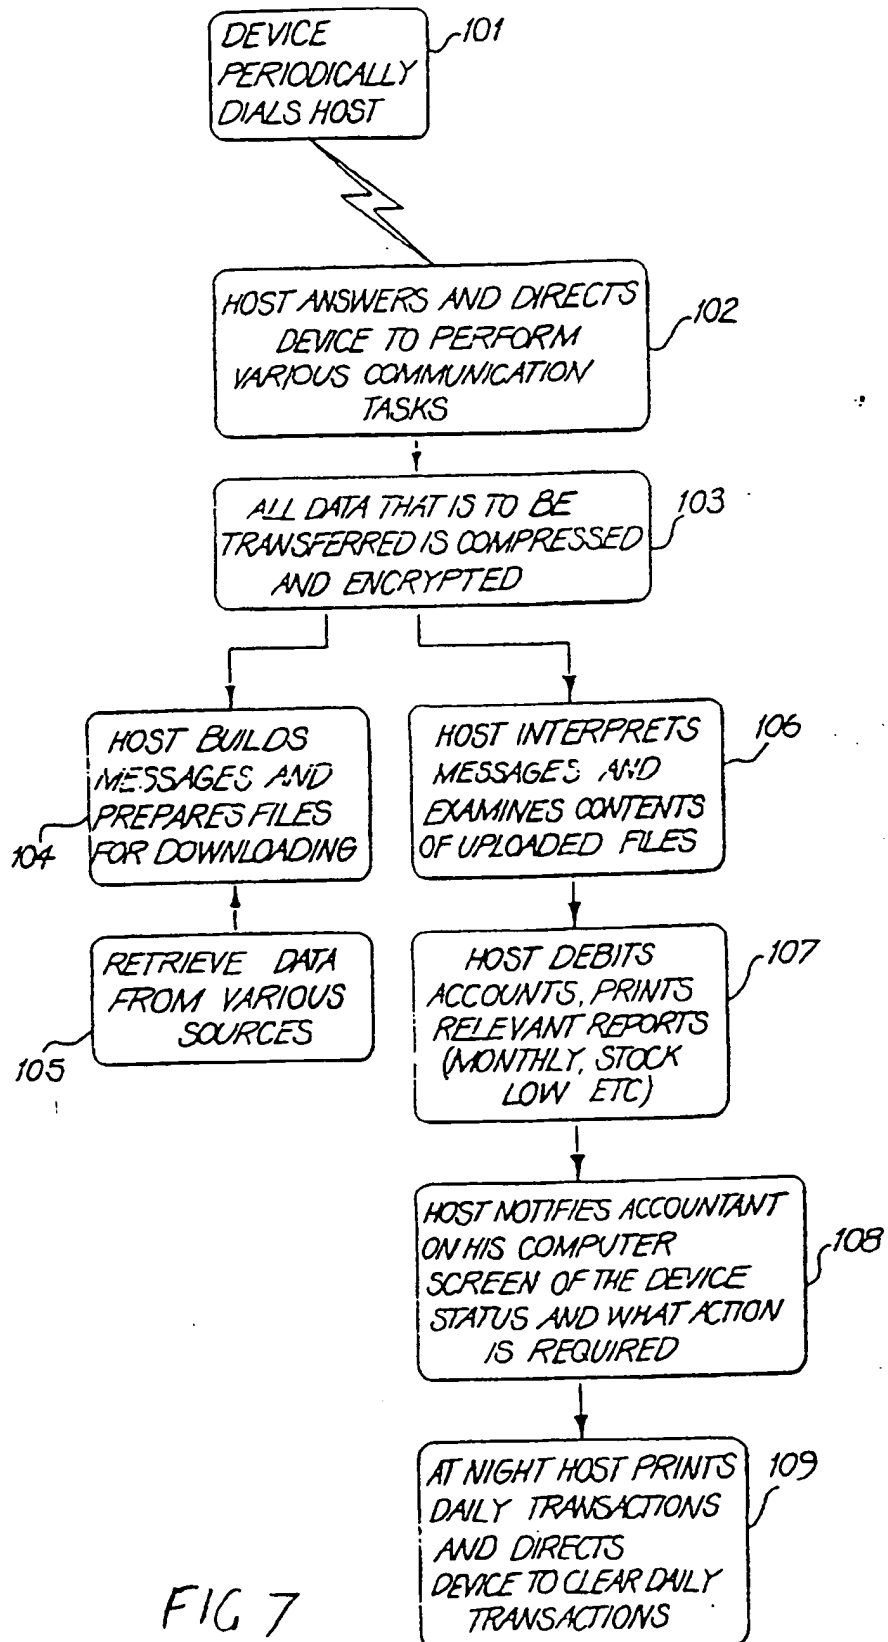 DEVICE
PERIODICALLY
DIALS HOST
101
HOST ANSWERS AND DIRECTS
DEVICE TO PERFORM
VARIOUS COMMUNICATION
TASKS
102
ALL DATA THAT IS TO BE
TRANSFERRED IS COMPRESSED
AND ENCRYPTED
103
HOST BUILDS
MESSAGES AND
PREPARES FILES
FOR DOWNLOADING
104
RETRIEVE DATA
FROM VARIOUS
SOURCES
105
HOST INTERPRETS
MESSAGES AND
EXAMINES CONTENTS
OF UPLOADED FILES
106
HOST DEBITS
ACCOUNTS, PRINTS
RELEVANT REPORTS
(MONTHLY, STOCK
LOW ETC)
107
HOST NOTIFIES ACCOUNTANT
ON HIS COMPUTER
SCREEN OF THE DEVICE
STATUS AND WHAT ACTION
IS REQUIRED
108
AT NIGHT HOST PRINTS
DAILY TRANSACTIONS
AND DIRECTS
DEVICE TO CLEAR DAILY
TRANSACTIONS
109
FIG 7